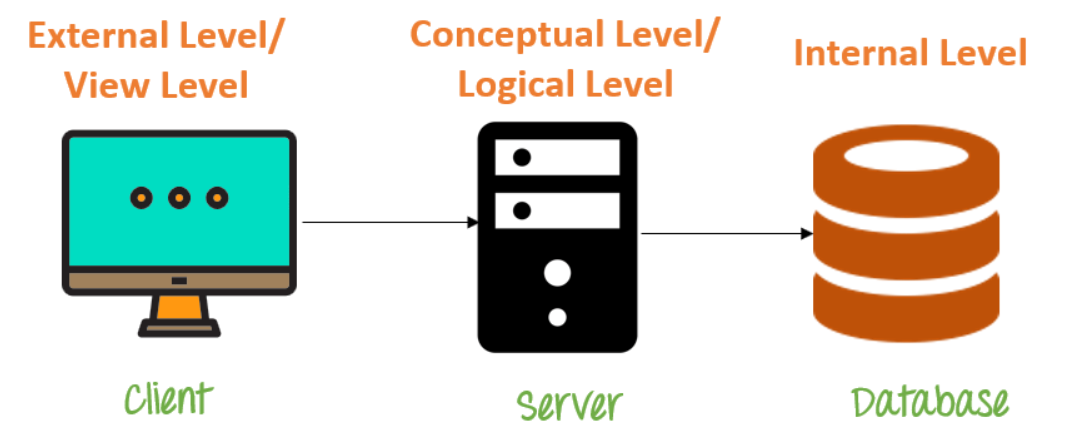 External Level/
View Level
Conceptual Level/
Logical Level
Internal Level
Client
Server
Database